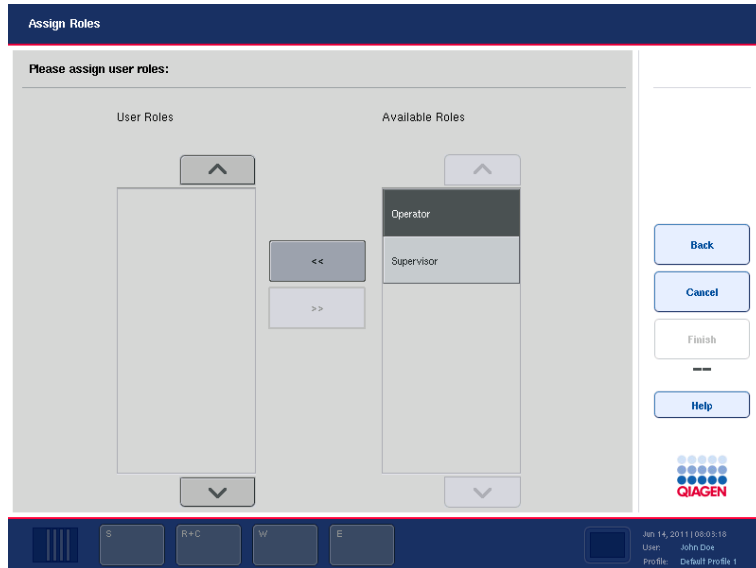 Assign Roles
Please assign user roles:
User Roles
Available Roles
Operator
Supervisor
<<
>>
Back
Cancel
Finish
Help
QIAGEN
S
R+C
W
E
Jun 14, 2011 | 08:03:18
User: John Doe
Profile: Default Profile 1